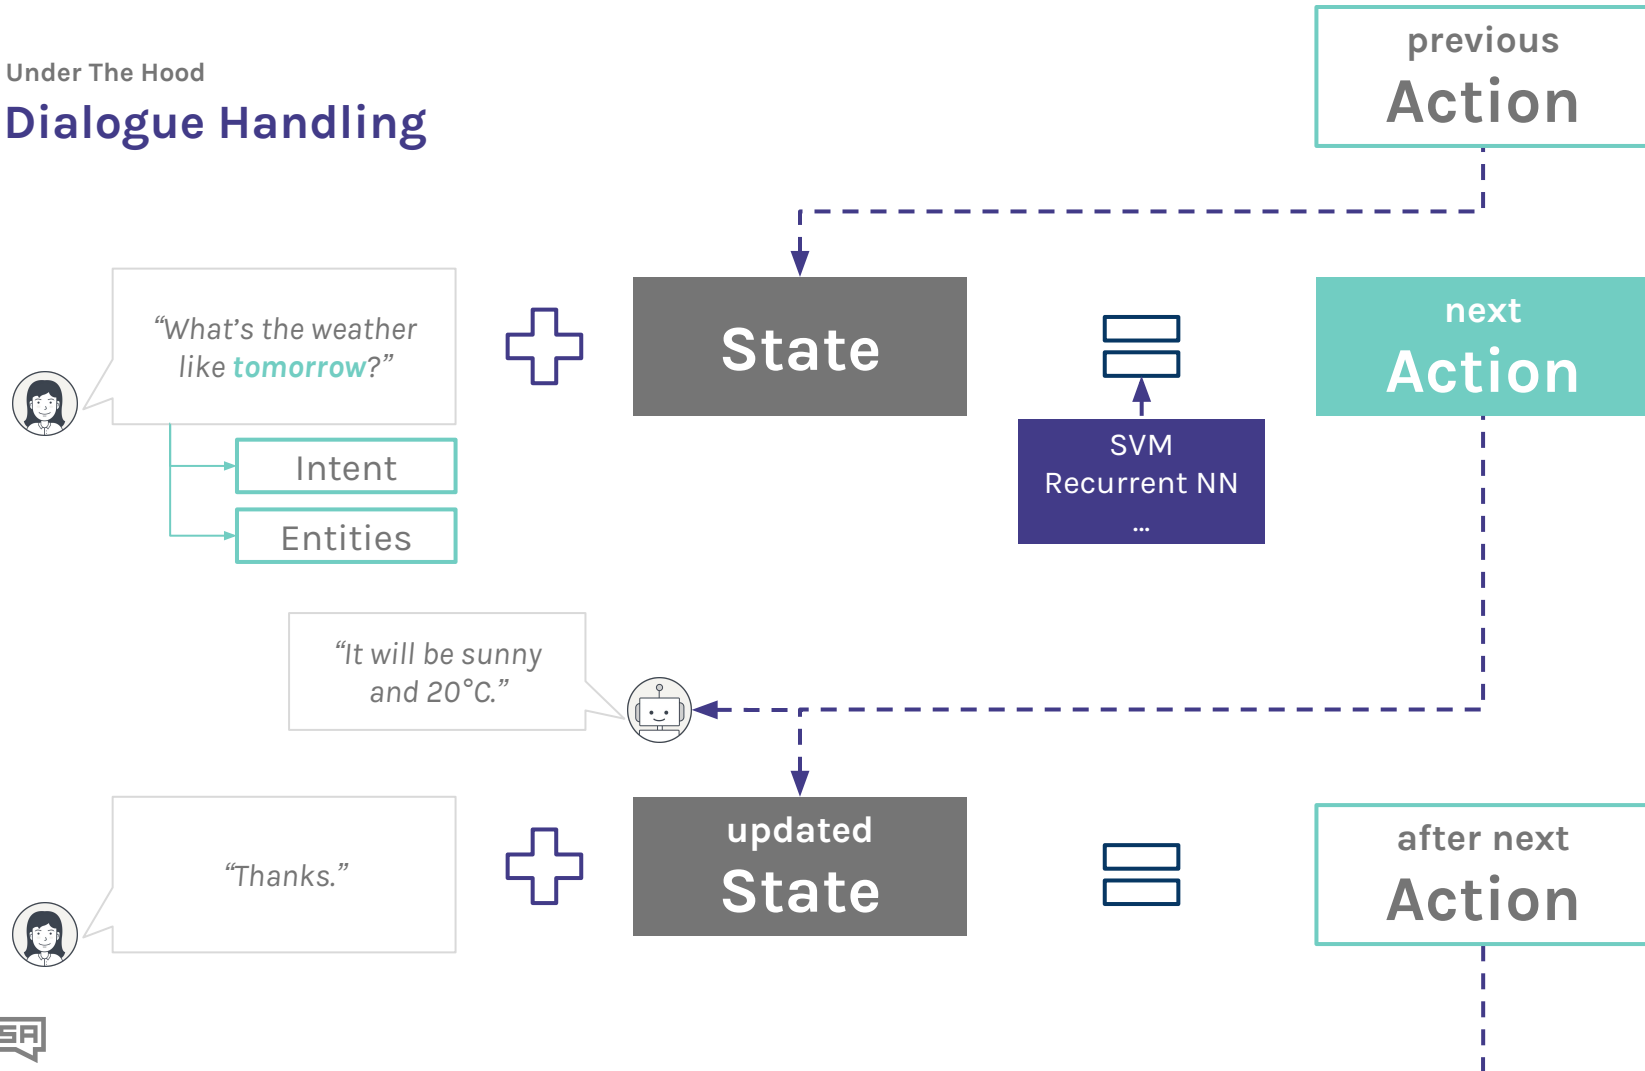 Under The Hood
Dialogue Handling
previous
Action
“What’s the weather
like tomorrow?”
State
next
Action
Intent
Entities
SVM
Recurrent NN
...
“It will be sunny
and 20°C.”
“Thanks.”
updated
State
after next
Action
SA